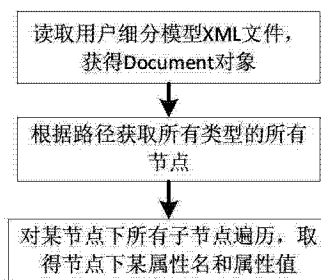 读取用户细分模型XML文件，
获得Document对象
根据路径获取所有类型的所有
节点
对某节点下所有子节点遍历，取
得节点下某属性名和属性值